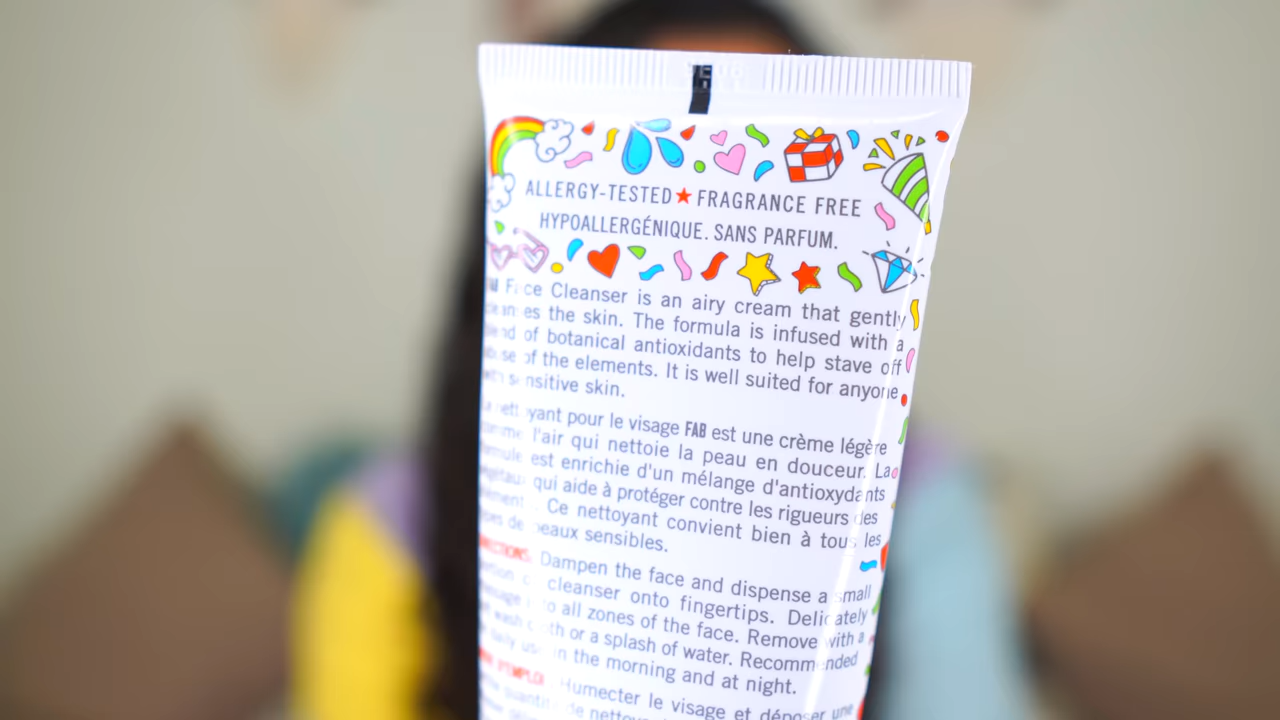 ALLERGY-TESTED★FRAGRANCE FREE
HYPOALLERGÉNIQUE. SANS PARFUM.
Face Cleanser is an airy cream that gently
the skin. The formula is infused with a
of botanical antioxidants to help stave off
of the elements. It is well suited for anyone
sensitive skin.
pour le visage FAB est une crème légère
l'air qui nettoie la peau en douceur. La
est enrichie d'un mélange d'antioxydants
qui aide à protéger contre les rigueurs des
Ce nettoyant convient bien à tous les
de peaux sensibles.
Dampen the face and dispense a small
cleanser onto fingertips. Delicately
into all zones of the face. Remove with a
wash cloth or a splash of water. Recommended
daily use in the morning and at night.
Humecter le visage et déposer une
de